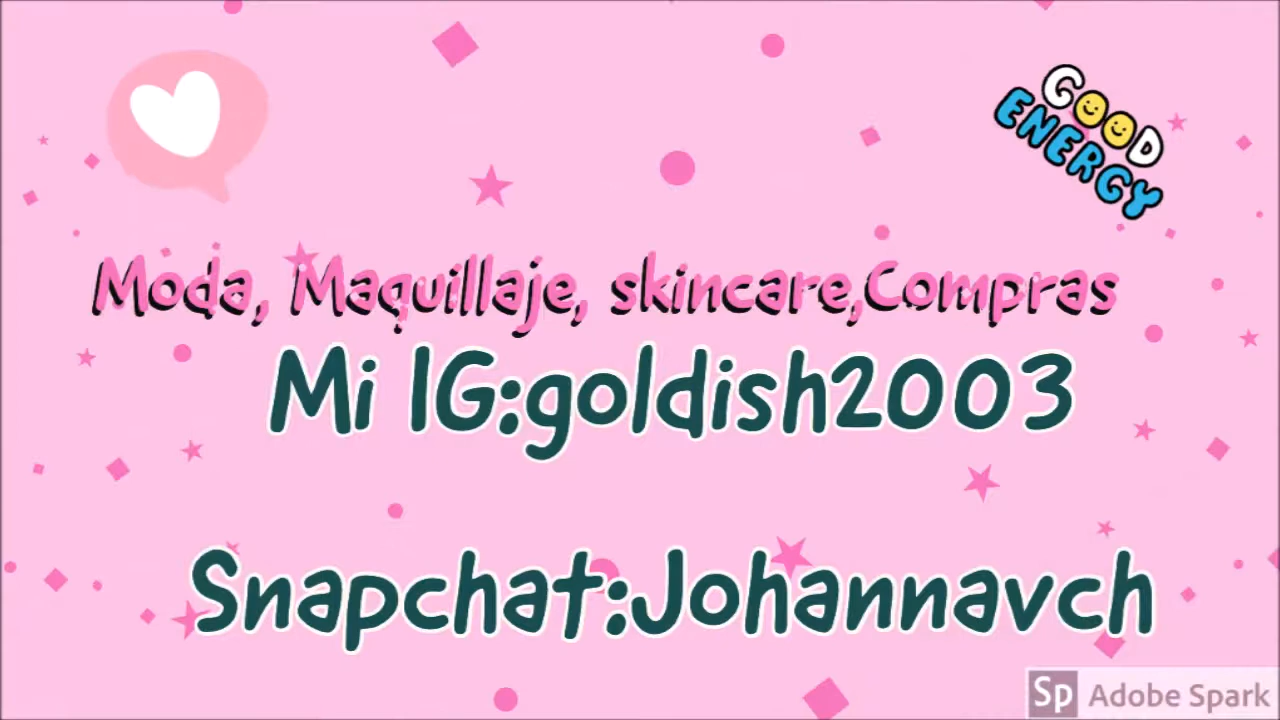 GOOD
ENERGY
Moda, Maquillaje, skincare,Compras
Mi IG:goldish2003
Snapchat:Johannavch
Sp Adobe Spark